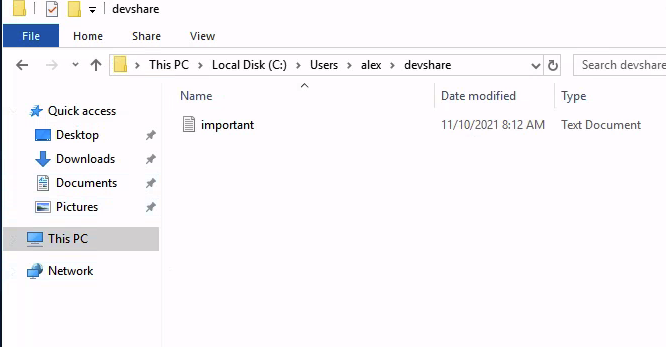 devshare
File Home Share View
This PC Local Disk (C:) Users alex devshare Search devshare
Name Date modified Type
Quick access
important 11/10/2021 8:12 AM Text Document
Desktop
Downloads
Documents
Pictures
This PC
Network